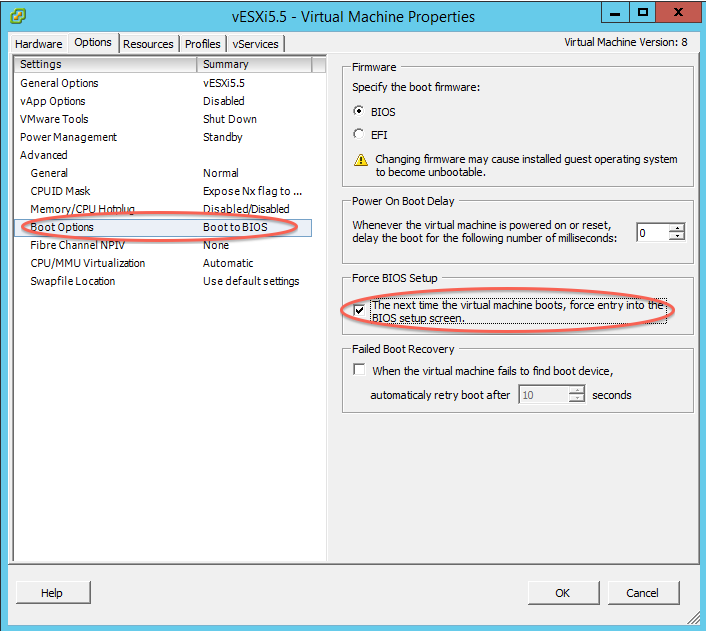 vESXi5.5 - Virtual Machine Properties
Hardware Options Resources Profiles vServices Virtual Machine Version: 8
Settings Summary
General Options vESXi5.5
vApp Options Disabled
VMware Tools Shut Down
Power Management Standby
Advanced
General Normal
CPUID Mask Expose Nx flag to ...
Memory/CPU Hotplug Disabled/Disabled
Boot Options Boot to BIOS
Fibre Channel NPIV None
CPU/MMU Virtualization Automatic
Swapfile Location Use default settings
Firmware
Specify the boot firmware:
BIOS
EFI
Changing firmware may cause installed guest operating system
to become unbootable.
Power On Boot Delay
Whenever the virtual machine is powered on or reset,
delay the boot for the following number of milliseconds: 0
Force BIOS Setup
The next time the virtual machine boots, force entry into the
BIOS setup screen.
Failed Boot Recovery
When the virtual machine fails to find boot device,
automaticaly retry boot after 10 seconds
Help OK Cancel